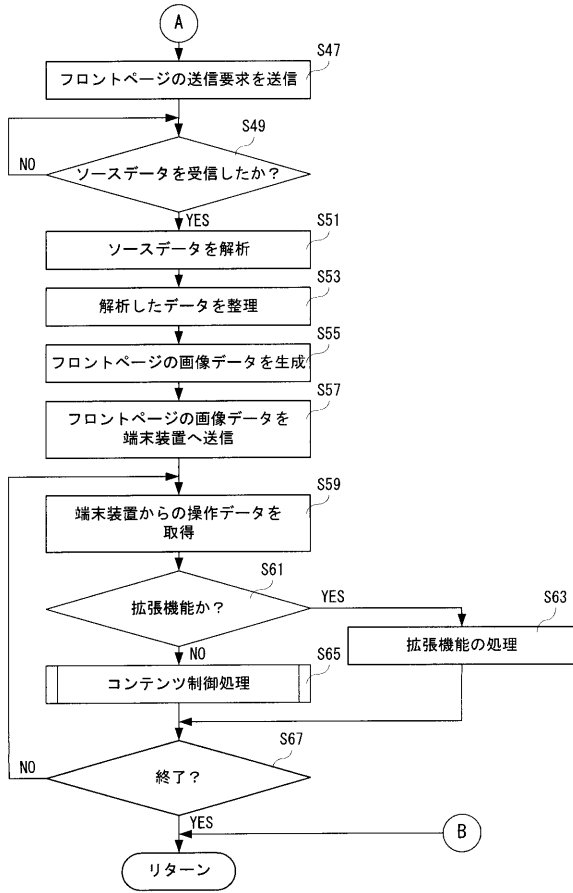 A
S47
フロントページの送信要求を送信
S49
NO
ソースデータを受信したか？
YES
S51
ソースデータを解析
S53
解析したデータを整理
S55
フロントページの画像データを生成
S57
フロントページの画像データを
端末装置へ送信
S59
端末装置からの操作データを
取得
S61
拡張機能か？
YES
S63
拡張機能の処理
NO
S65
コンテンツ制御処理
S67
NO
終了？
YES
B
リターン